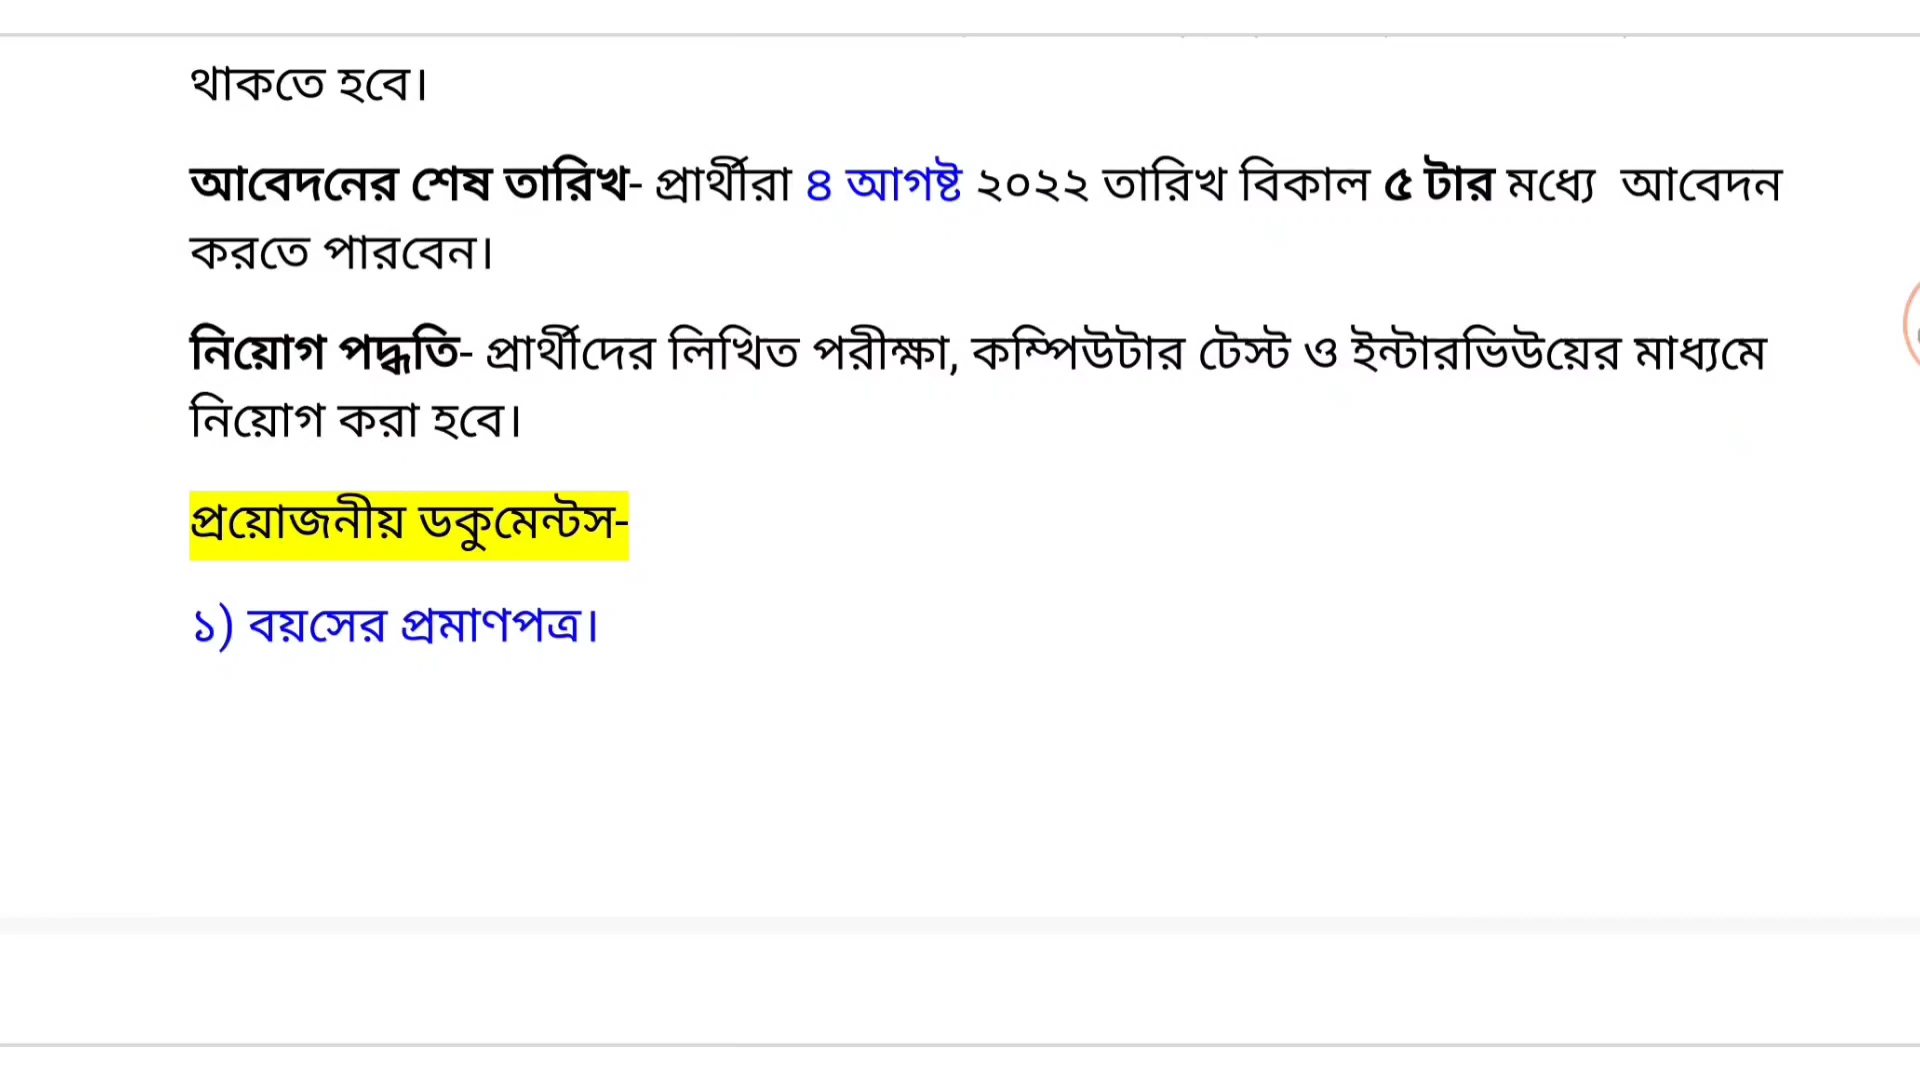 থাকতে হবে।
আবেদনের শেষ তারিখ- প্রার্থীরা ৪ আগষ্ট ২০২২ তারিখ বিকাল ৫ টার মধ্যে আবেদন
করতে পারবেন।
নিয়োগ পদ্ধতি- প্রার্থীদের লিখিত পরীক্ষা, কম্পিউটার টেস্ট ও ইন্টারভিউয়ের মাধ্যমে
নিয়োগ করা হবে।
প্রয়োজনীয় ডকুমেন্টস-
১) বয়সের প্রমাণপত্র।